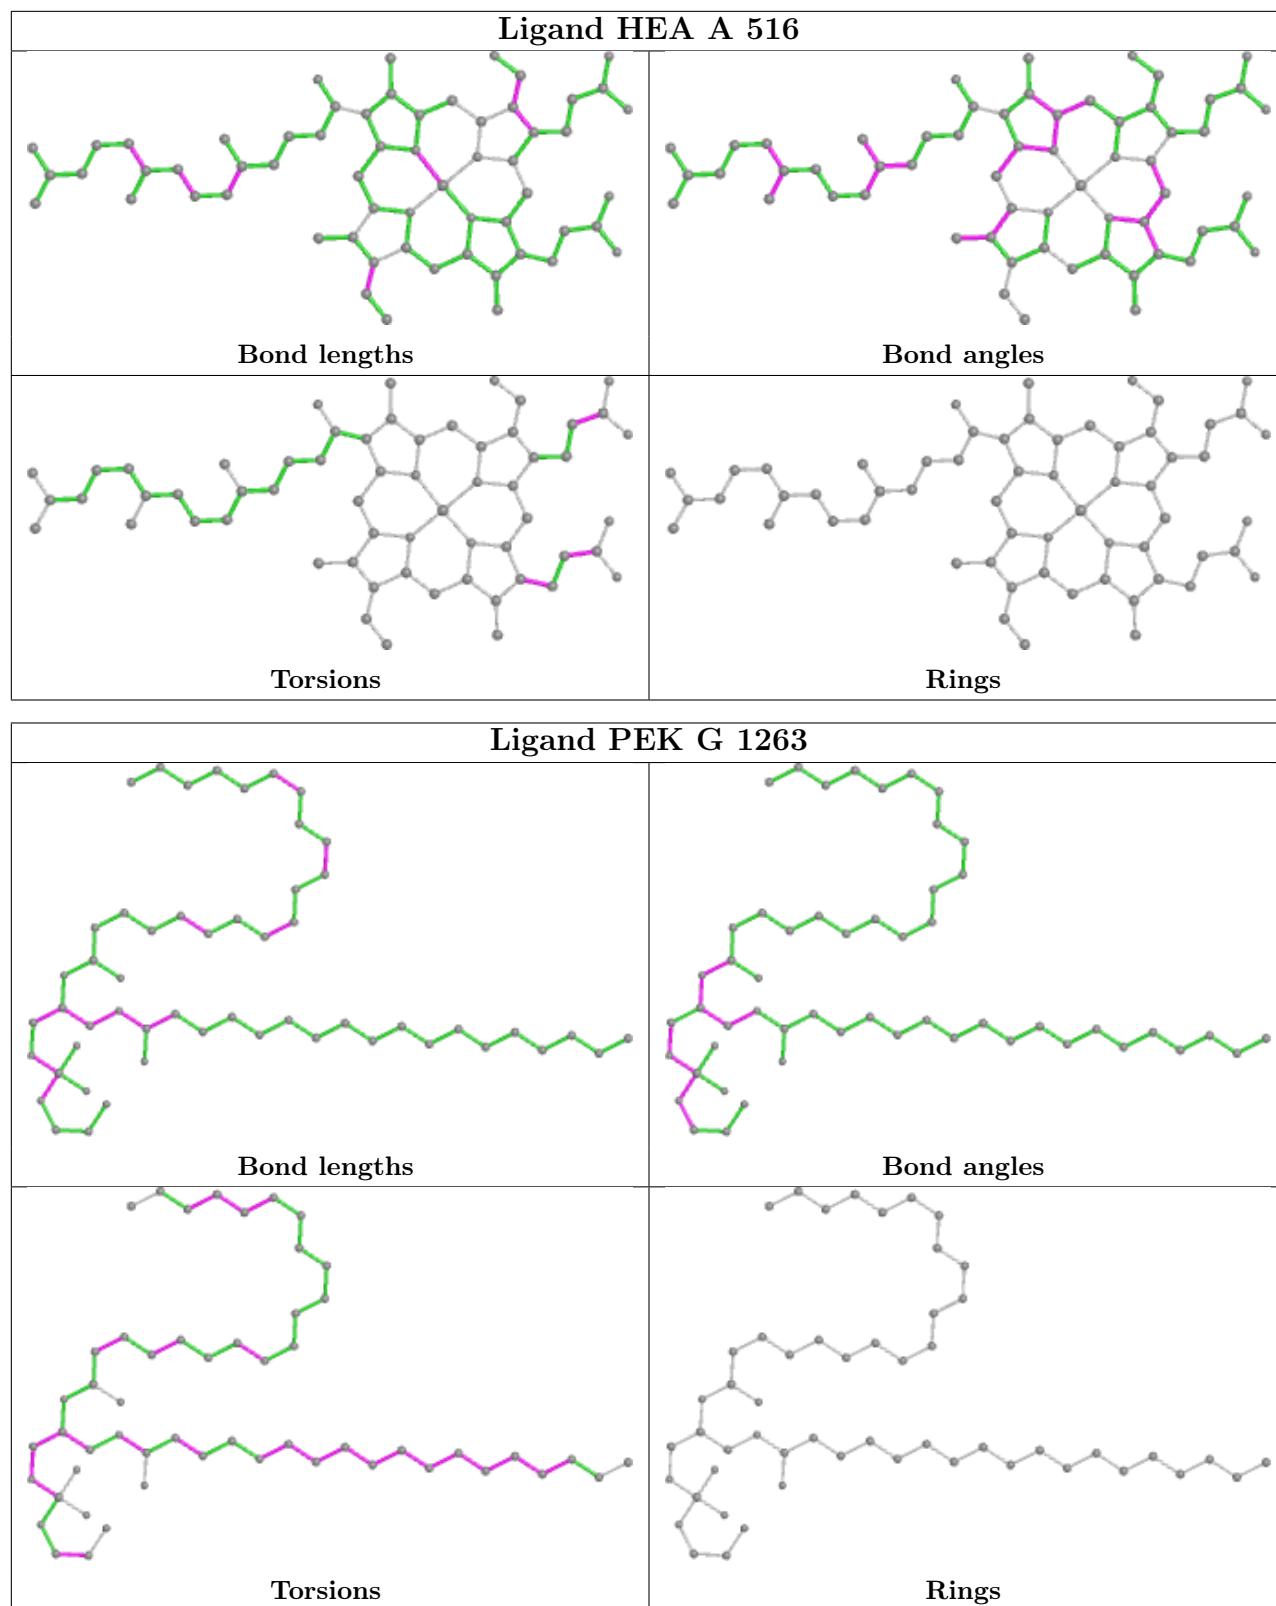 Ligand HEA A 516
Bond lengths
Bond angles
Torsions
Rings
Ligand PEK G 1263
Bond lengths
Bond angles
Torsions
Rings